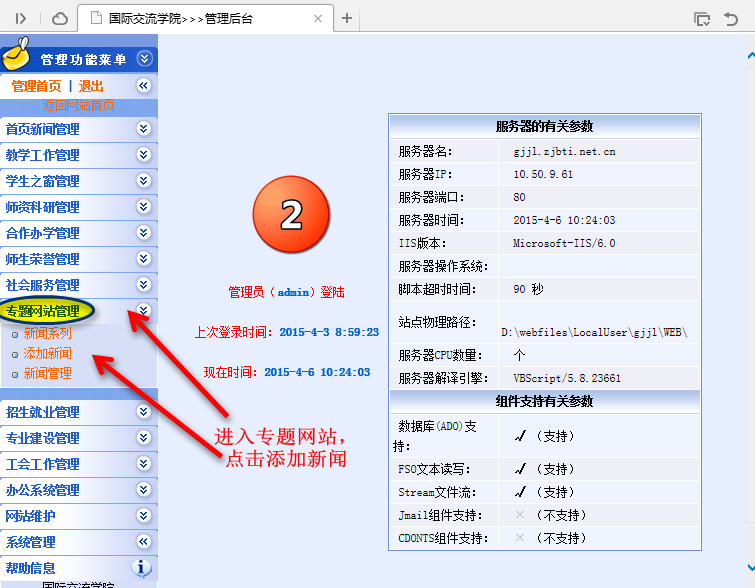 国际交流学院>>>管理后台
管理功能菜单
管理首页 | 退出
返回网站首页
首页新闻管理
教学工作管理
学生之窗管理
师资科研管理
合作办学管理
师生荣誉管理
社会服务管理
专题网站管理
新闻系列
添加新闻
新闻管理
招生就业管理
专业建设管理
工会工作管理
办公系统管理
网站维护
系统管理
帮助信息
国际交流学院
2
管理员（admin）登陆
上次登录时间：2015-4-3 8:59:23
现在时间：2015-4-6 10:24:03
进入专题网站，
点击添加新闻
服务器的有关参数
服务器名： gjjl.zjbti.net.cn
服务器IP： 10.50.9.61
服务器端口： 80
服务器时间： 2015-4-6 10:24:03
IIS版本： Microsoft-IIS/6.0
服务器操作系统：
脚本超时时间： 90 秒
站点物理路径： D:\webfiles\LocalUser\gjjl\WEB\
服务器CPU数量： 个
服务器解译引擎： VBScript/5.8.23661
组件支持有关参数
数据库(ADO)支
持： ✓ （支持）
FSO文本读写： ✓ （支持）
Stream文件流： ✓ （支持）
Jmail组件支持： × （不支持）
CDONTS组件支持： × （不支持）